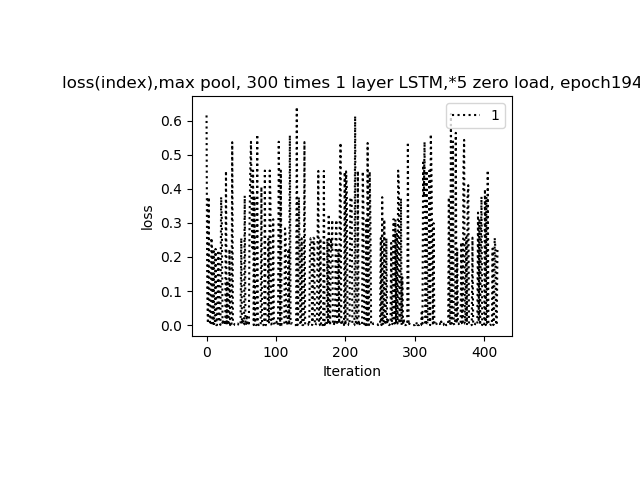 loss(index),max pool, 300 times 1 layer LSTM,*5 zero load, epoch194
1
0.6
0.5
0.4
0.3
0.2
0.1
0.0
loss
0 100 200 300 400
Iteration